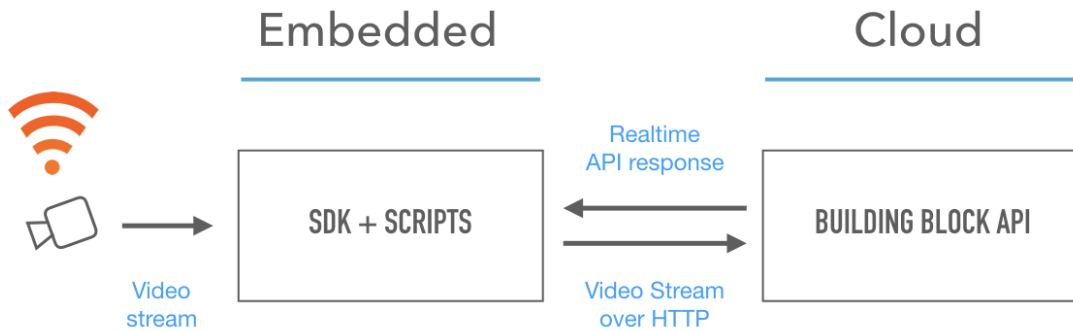 Embedded
Cloud
Realtime
API response
SDK + SCRIPTS
BUILDING BLOCK API
Video
stream
Video Stream
over HTTP